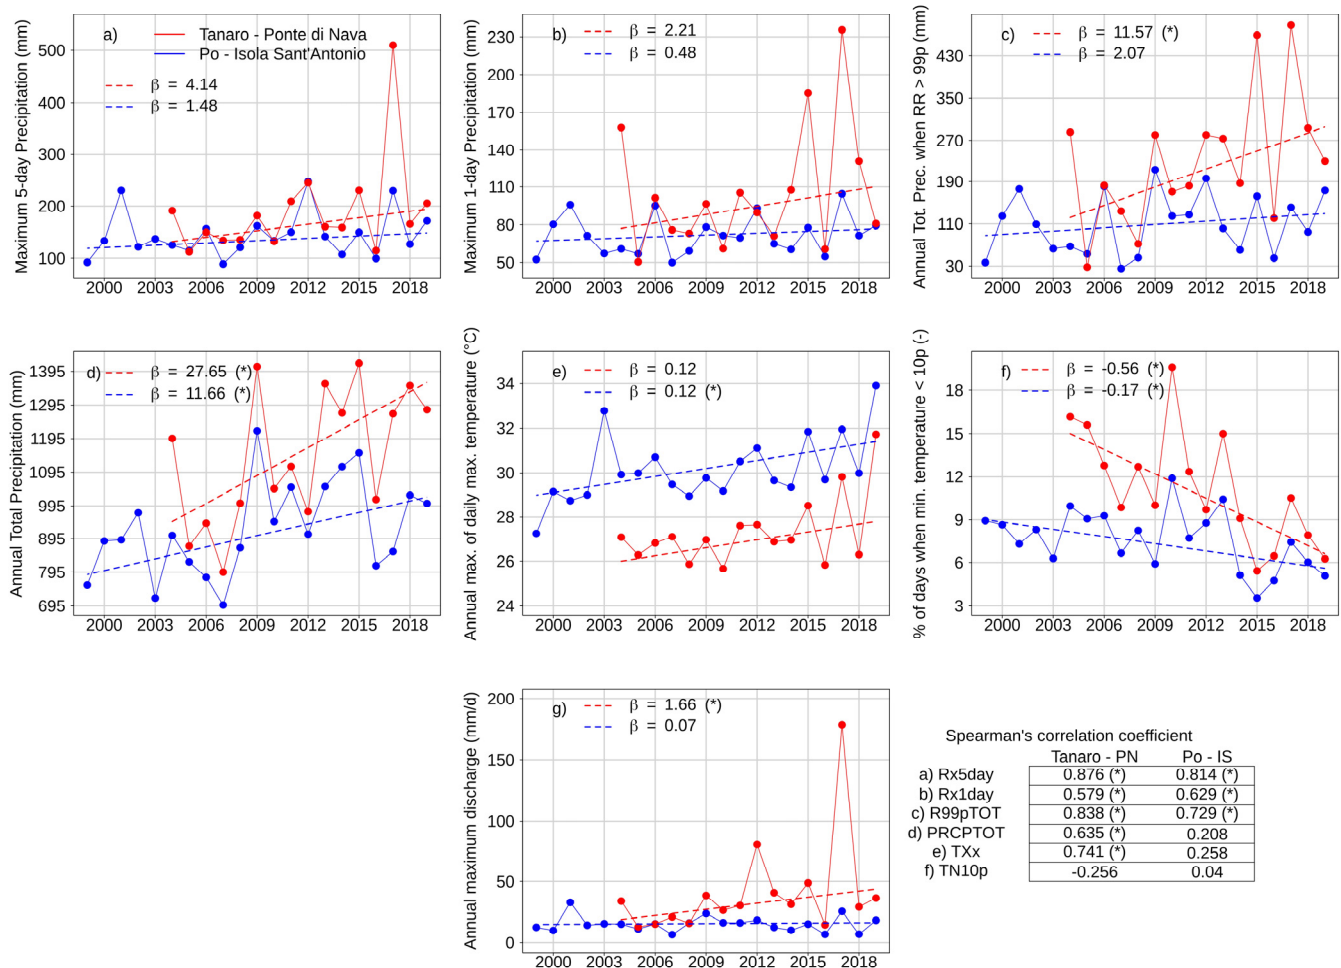 a)
Tanaro - Ponte di Nava
Po - Isola Sant'Antonio
β = 4.14
β = 1.48
Maximum 5-day Precipitation (mm)
500
400
300
200
100
2000 2003 2006 2009 2012 2015 2018
b)
β = 2.21
β = 0.48
Maximum 1-day Precipitation (mm)
230
200
170
140
110
80
50
2000 2003 2006 2009 2012 2015 2018
c)
β = 11.57 (*)
β = 2.07
Annual Tot. Prec. when RR > 99p (mm)
430
350
270
190
110
30
2000 2003 2006 2009 2012 2015 2018
d)
β = 27.65 (*)
β = 11.66 (*)
Annual Total Precipitation (mm)
1395
1295
1195
1095
995
895
795
695
2000 2003 2006 2009 2012 2015 2018
e)
β = 0.12
β = 0.12 (*)
Annual max. of daily max. temperature (°C)
34
32
30
28
26
24
2000 2003 2006 2009 2012 2015 2018
f)
β = -0.56 (*)
β = -0.17 (*)
% of days when min. temperature < 10p (-)
18
15
12
9
6
3
2000 2003 2006 2009 2012 2015 2018
g)
β = 1.66 (*)
β = 0.07
Annual maximum discharge (mm/d)
200
150
100
50
0
2000 2003 2006 2009 2012 2015 2018
Spearman's correlation coefficient
Tanaro - PN Po - IS
a) Rx5day 0.876 (*) 0.814 (*)
b) Rx1day 0.579 (*) 0.629 (*)
c) R99pTOT 0.838 (*) 0.729 (*)
d) PRCPTOT 0.635 (*) 0.208
e) TXx 0.741 (*) 0.258
f) TN10p -0.256 0.04